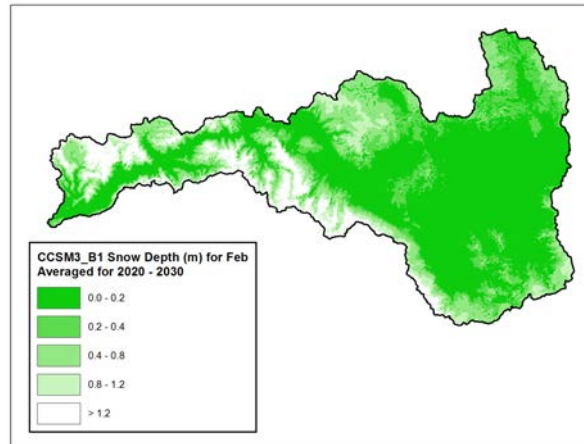 CCSM3_B1 Snow Depth (m) for Feb
Averaged for 2020 - 2030
0.0 - 0.2
0.2 - 0.4
0.4 - 0.8
0.8 - 1.2
> 1.2